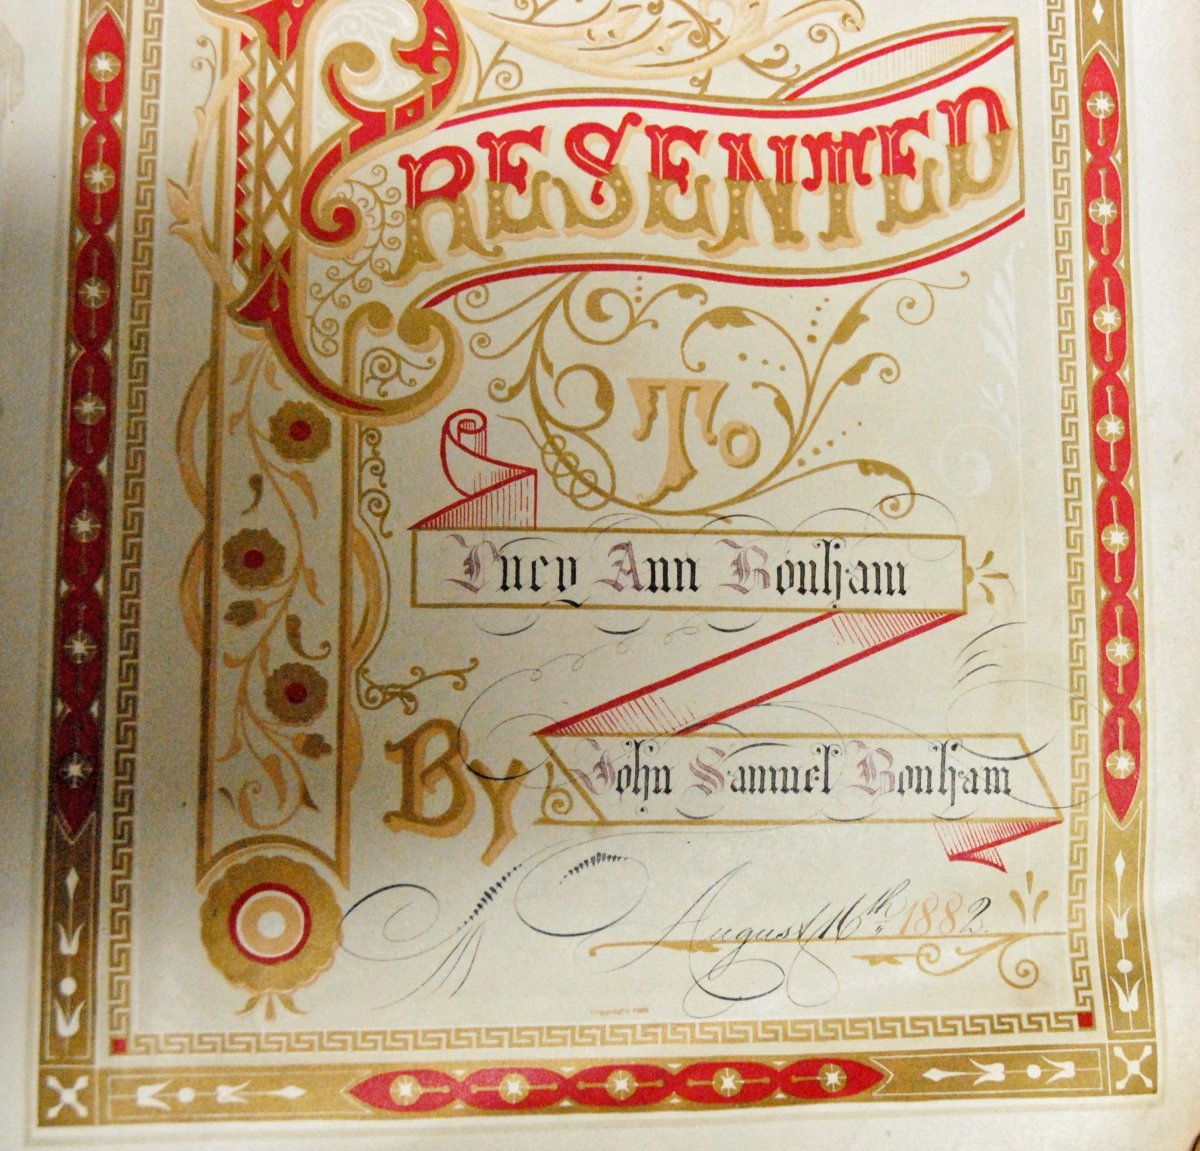 PRESENTED
TO
Lucy Ann Bonham
BY
John Samuel Bonham
August 16th 1882.